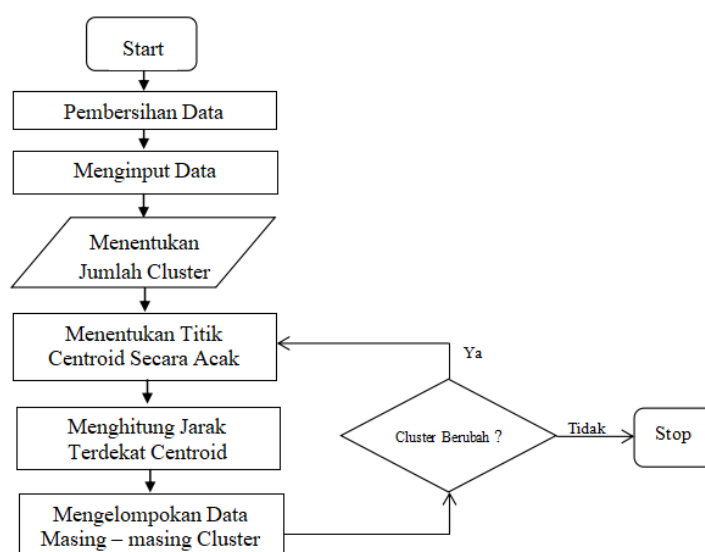 Start
Pembersihan Data
Menginput Data
Menentukan
Jumlah Cluster
Menentukan Titik
Centroid Secara Acak
Menghitung Jarak
Terdekat Centroid
Mengelompokan Data
Masing – masing Cluster
Ya
Cluster Berubah ?
Tidak
Stop